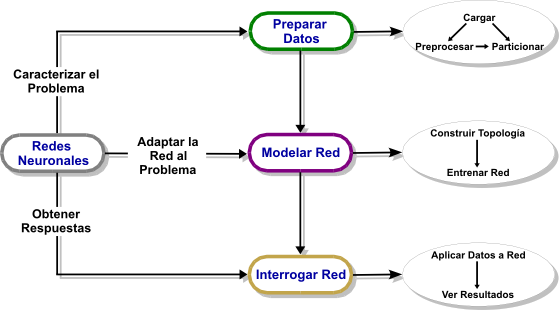 Preparar
Datos
Cargar
Preprocesar
Particionar
Caracterizar el
Problema
Redes
Neuronales
Adaptar la
Red al
Problema
Modelar Red
Construir Topología
Entrenar Red
Obtener
Respuestas
Interrogar Red
Aplicar Datos a Red
Ver Resultados